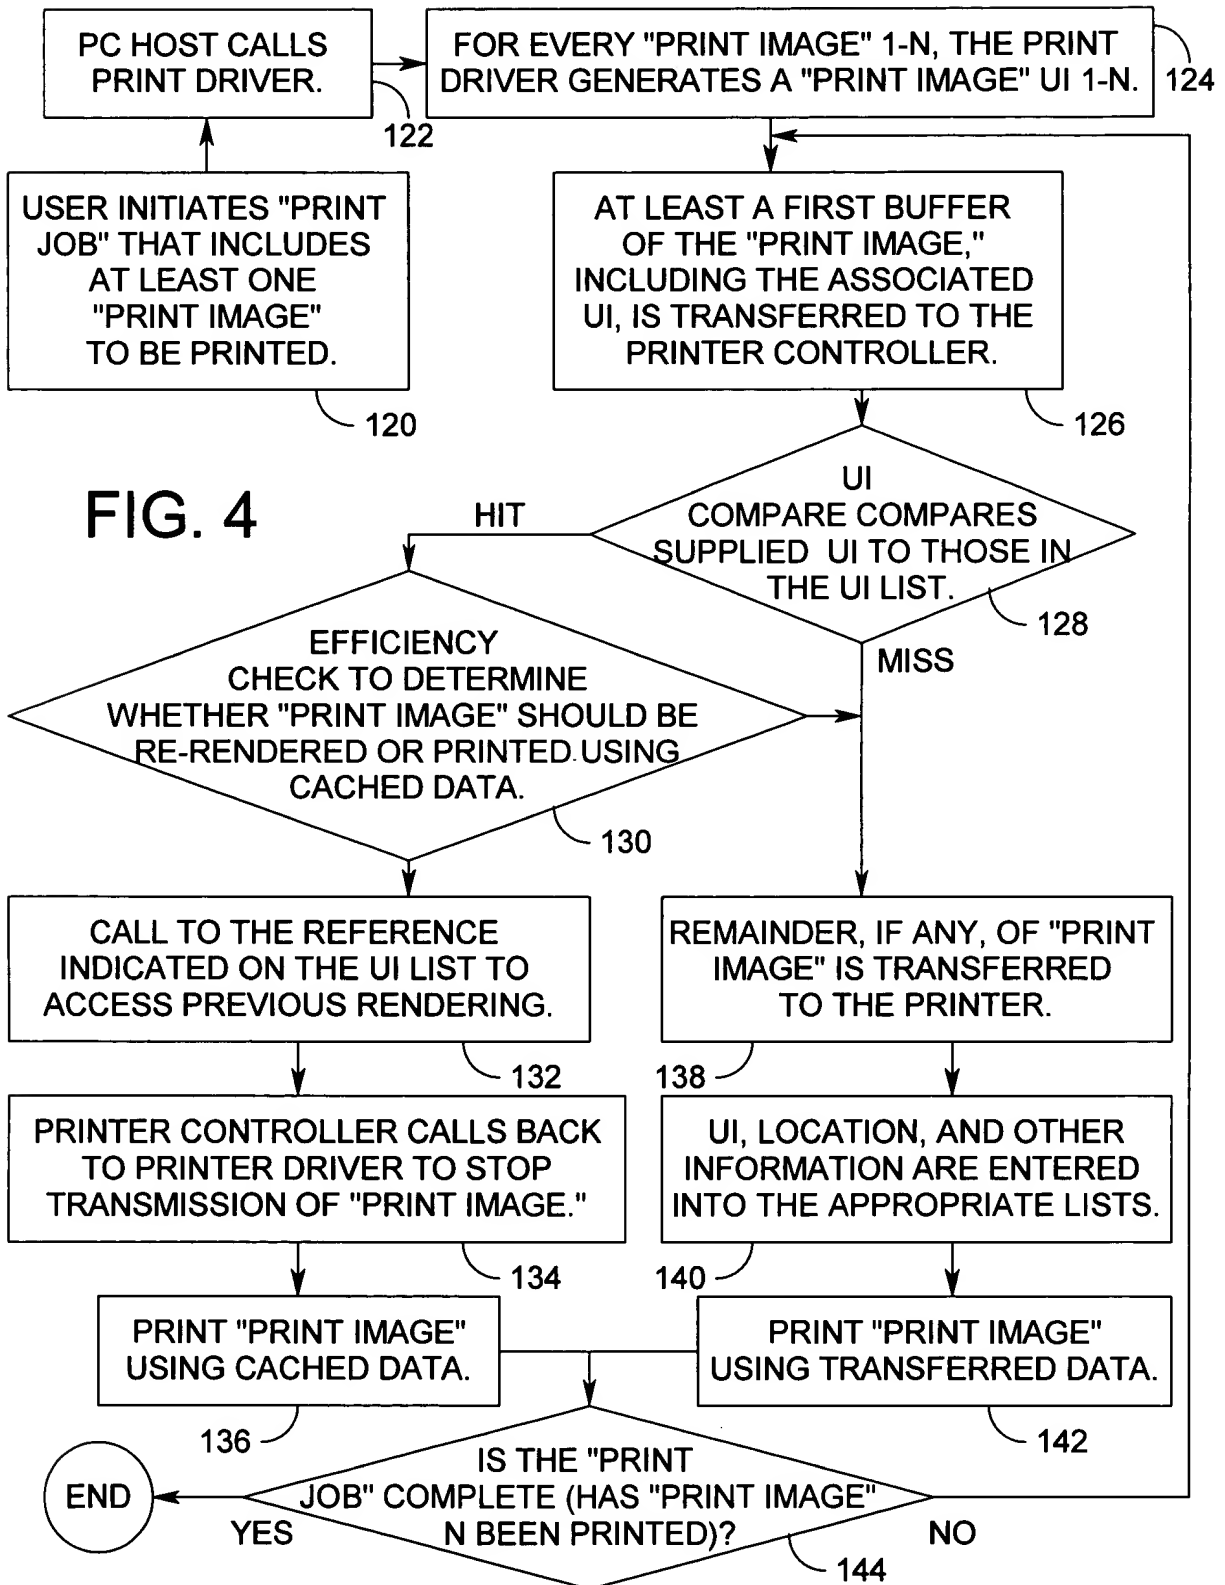 PC HOST CALLS
PRINT DRIVER.
122
FOR EVERY "PRINT IMAGE" 1-N, THE PRINT
DRIVER GENERATES A "PRINT IMAGE" UI 1-N.
124
USER INITIATES "PRINT
JOB" THAT INCLUDES
AT LEAST ONE
"PRINT IMAGE"
TO BE PRINTED.
120
AT LEAST A FIRST BUFFER
OF THE "PRINT IMAGE,"
INCLUDING THE ASSOCIATED
UI, IS TRANSFERRED TO THE
PRINTER CONTROLLER.
126
FIG. 4
HIT
UI
COMPARE COMPARES
SUPPLIED UI TO THOSE IN
THE UI LIST.
128
MISS
EFFICIENCY
CHECK TO DETERMINE
WHETHER "PRINT IMAGE" SHOULD BE
RE-RENDERED OR PRINTED USING
CACHED DATA.
130
CALL TO THE REFERENCE
INDICATED ON THE UI LIST TO
ACCESS PREVIOUS RENDERING.
132
REMAINDER, IF ANY, OF "PRINT
IMAGE" IS TRANSFERRED
TO THE PRINTER.
138
PRINTER CONTROLLER CALLS BACK
TO PRINTER DRIVER TO STOP
TRANSMISSION OF "PRINT IMAGE."
134
UI, LOCATION, AND OTHER
INFORMATION ARE ENTERED
INTO THE APPROPRIATE LISTS.
140
PRINT "PRINT IMAGE"
USING CACHED DATA.
136
PRINT "PRINT IMAGE"
USING TRANSFERRED DATA.
142
IS THE "PRINT
JOB" COMPLETE (HAS "PRINT IMAGE"
N BEEN PRINTED)?
144
END
YES
NO